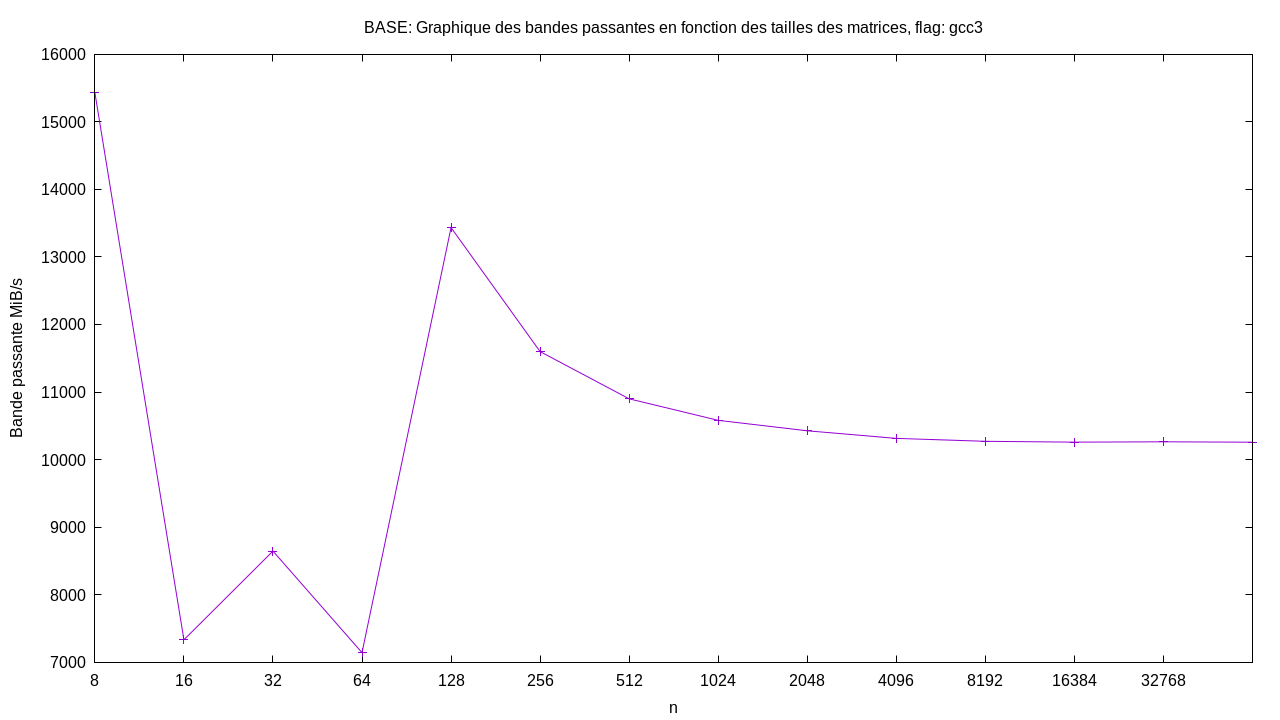 BASE: Graphique des bandes passantes en fonction des tailles des matrices, flag: gcc3
16000
15000
14000
13000
12000
11000
10000
9000
8000
7000
Bande passante MiB/s
8 16 32 64 128 256 512 1024 2048 4096 8192 16384 32768
n